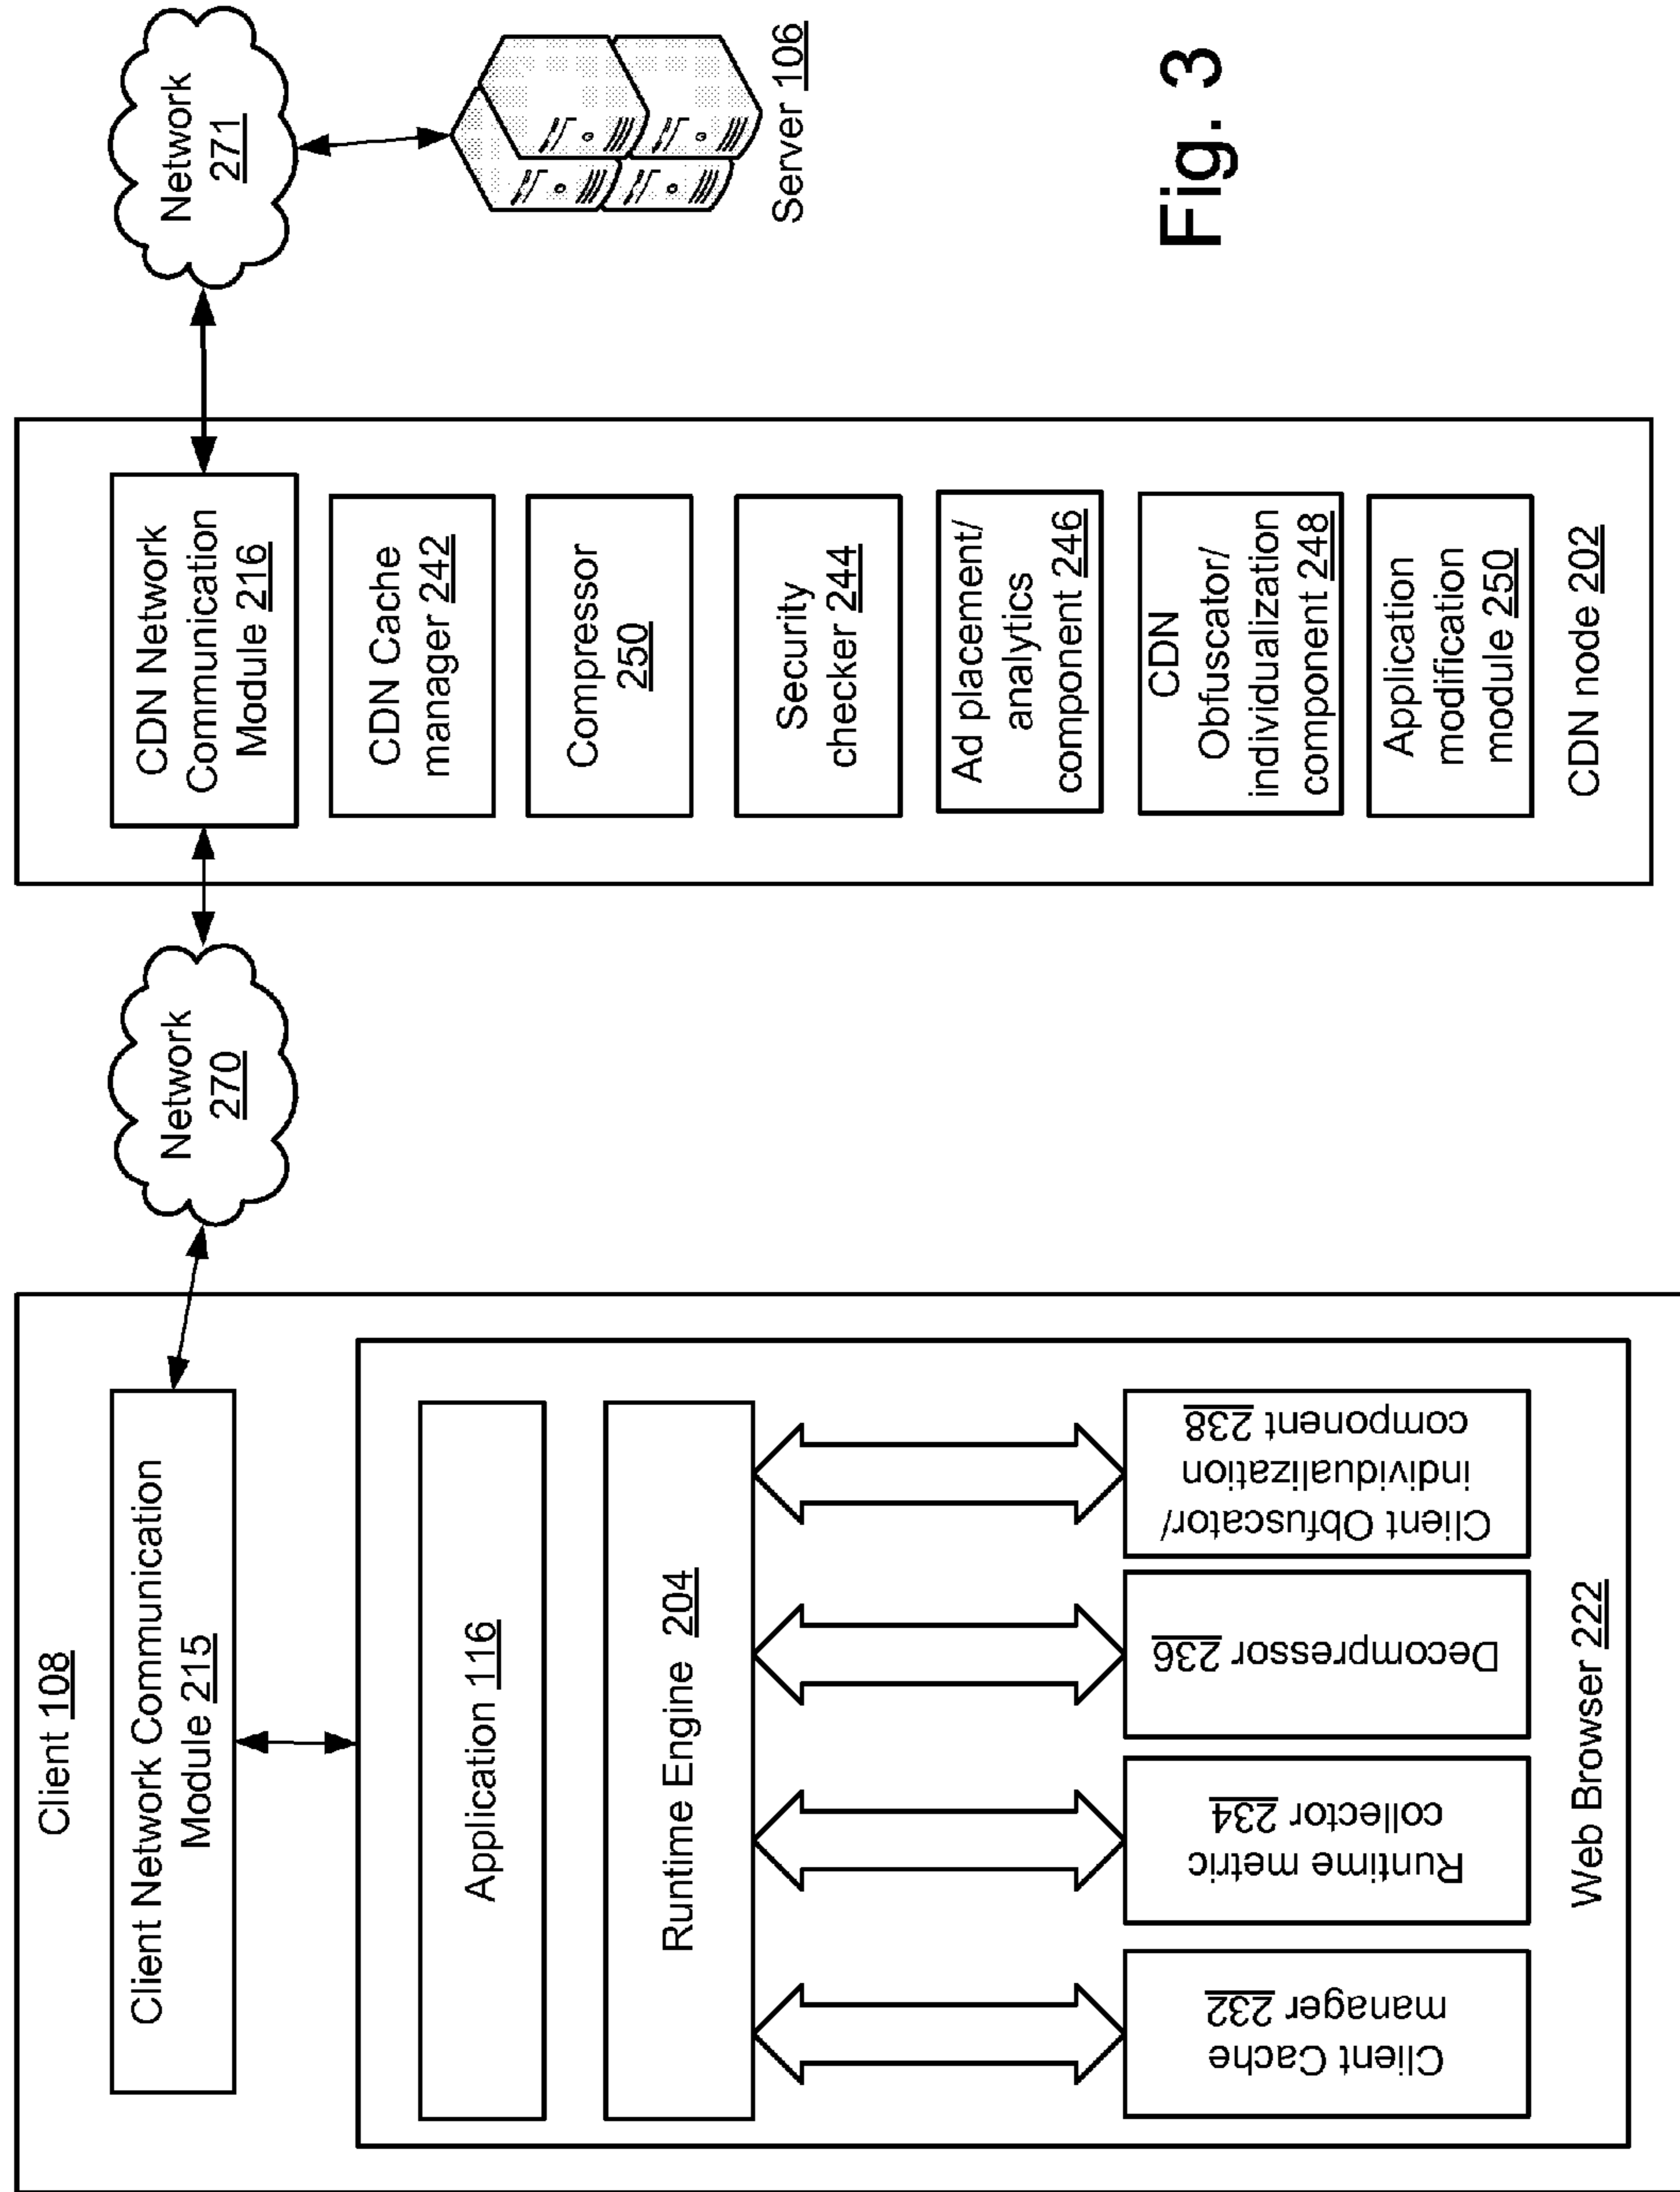 Client 108
Client Network Communication
Module 215
Application 116
Runtime Engine 204
Client Cache
manager 232
Runtime metric
collector 234
Decompressor 236
Client Obfuscator/
individualization
component 238
Web Browser 222
Network
270
CDN Network
Communication
Module 216
CDN Cache
manager 242
Compressor
250
Security
checker 244
Ad placement/
analytics
component 246
CDN
Obfuscator/
individualization
component 248
Application
modification
module 250
CDN node 202
Network
271
Server 106
Fig. 3